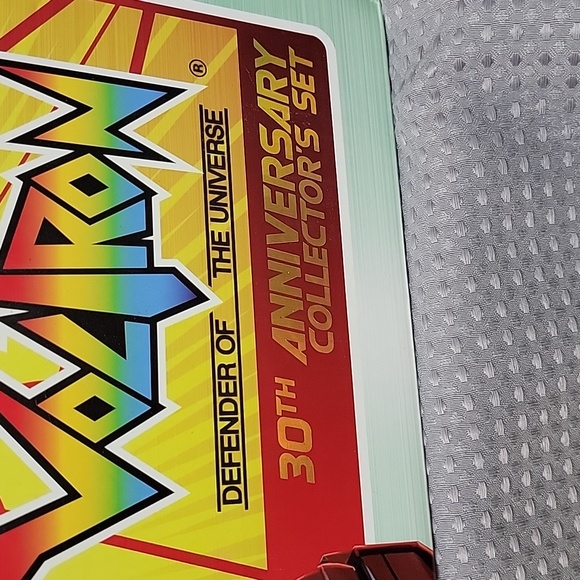 VOLTRON®
DEFENDER OF THE UNIVERSE
30TH ANNIVERSARY
COLLECTOR'S SET